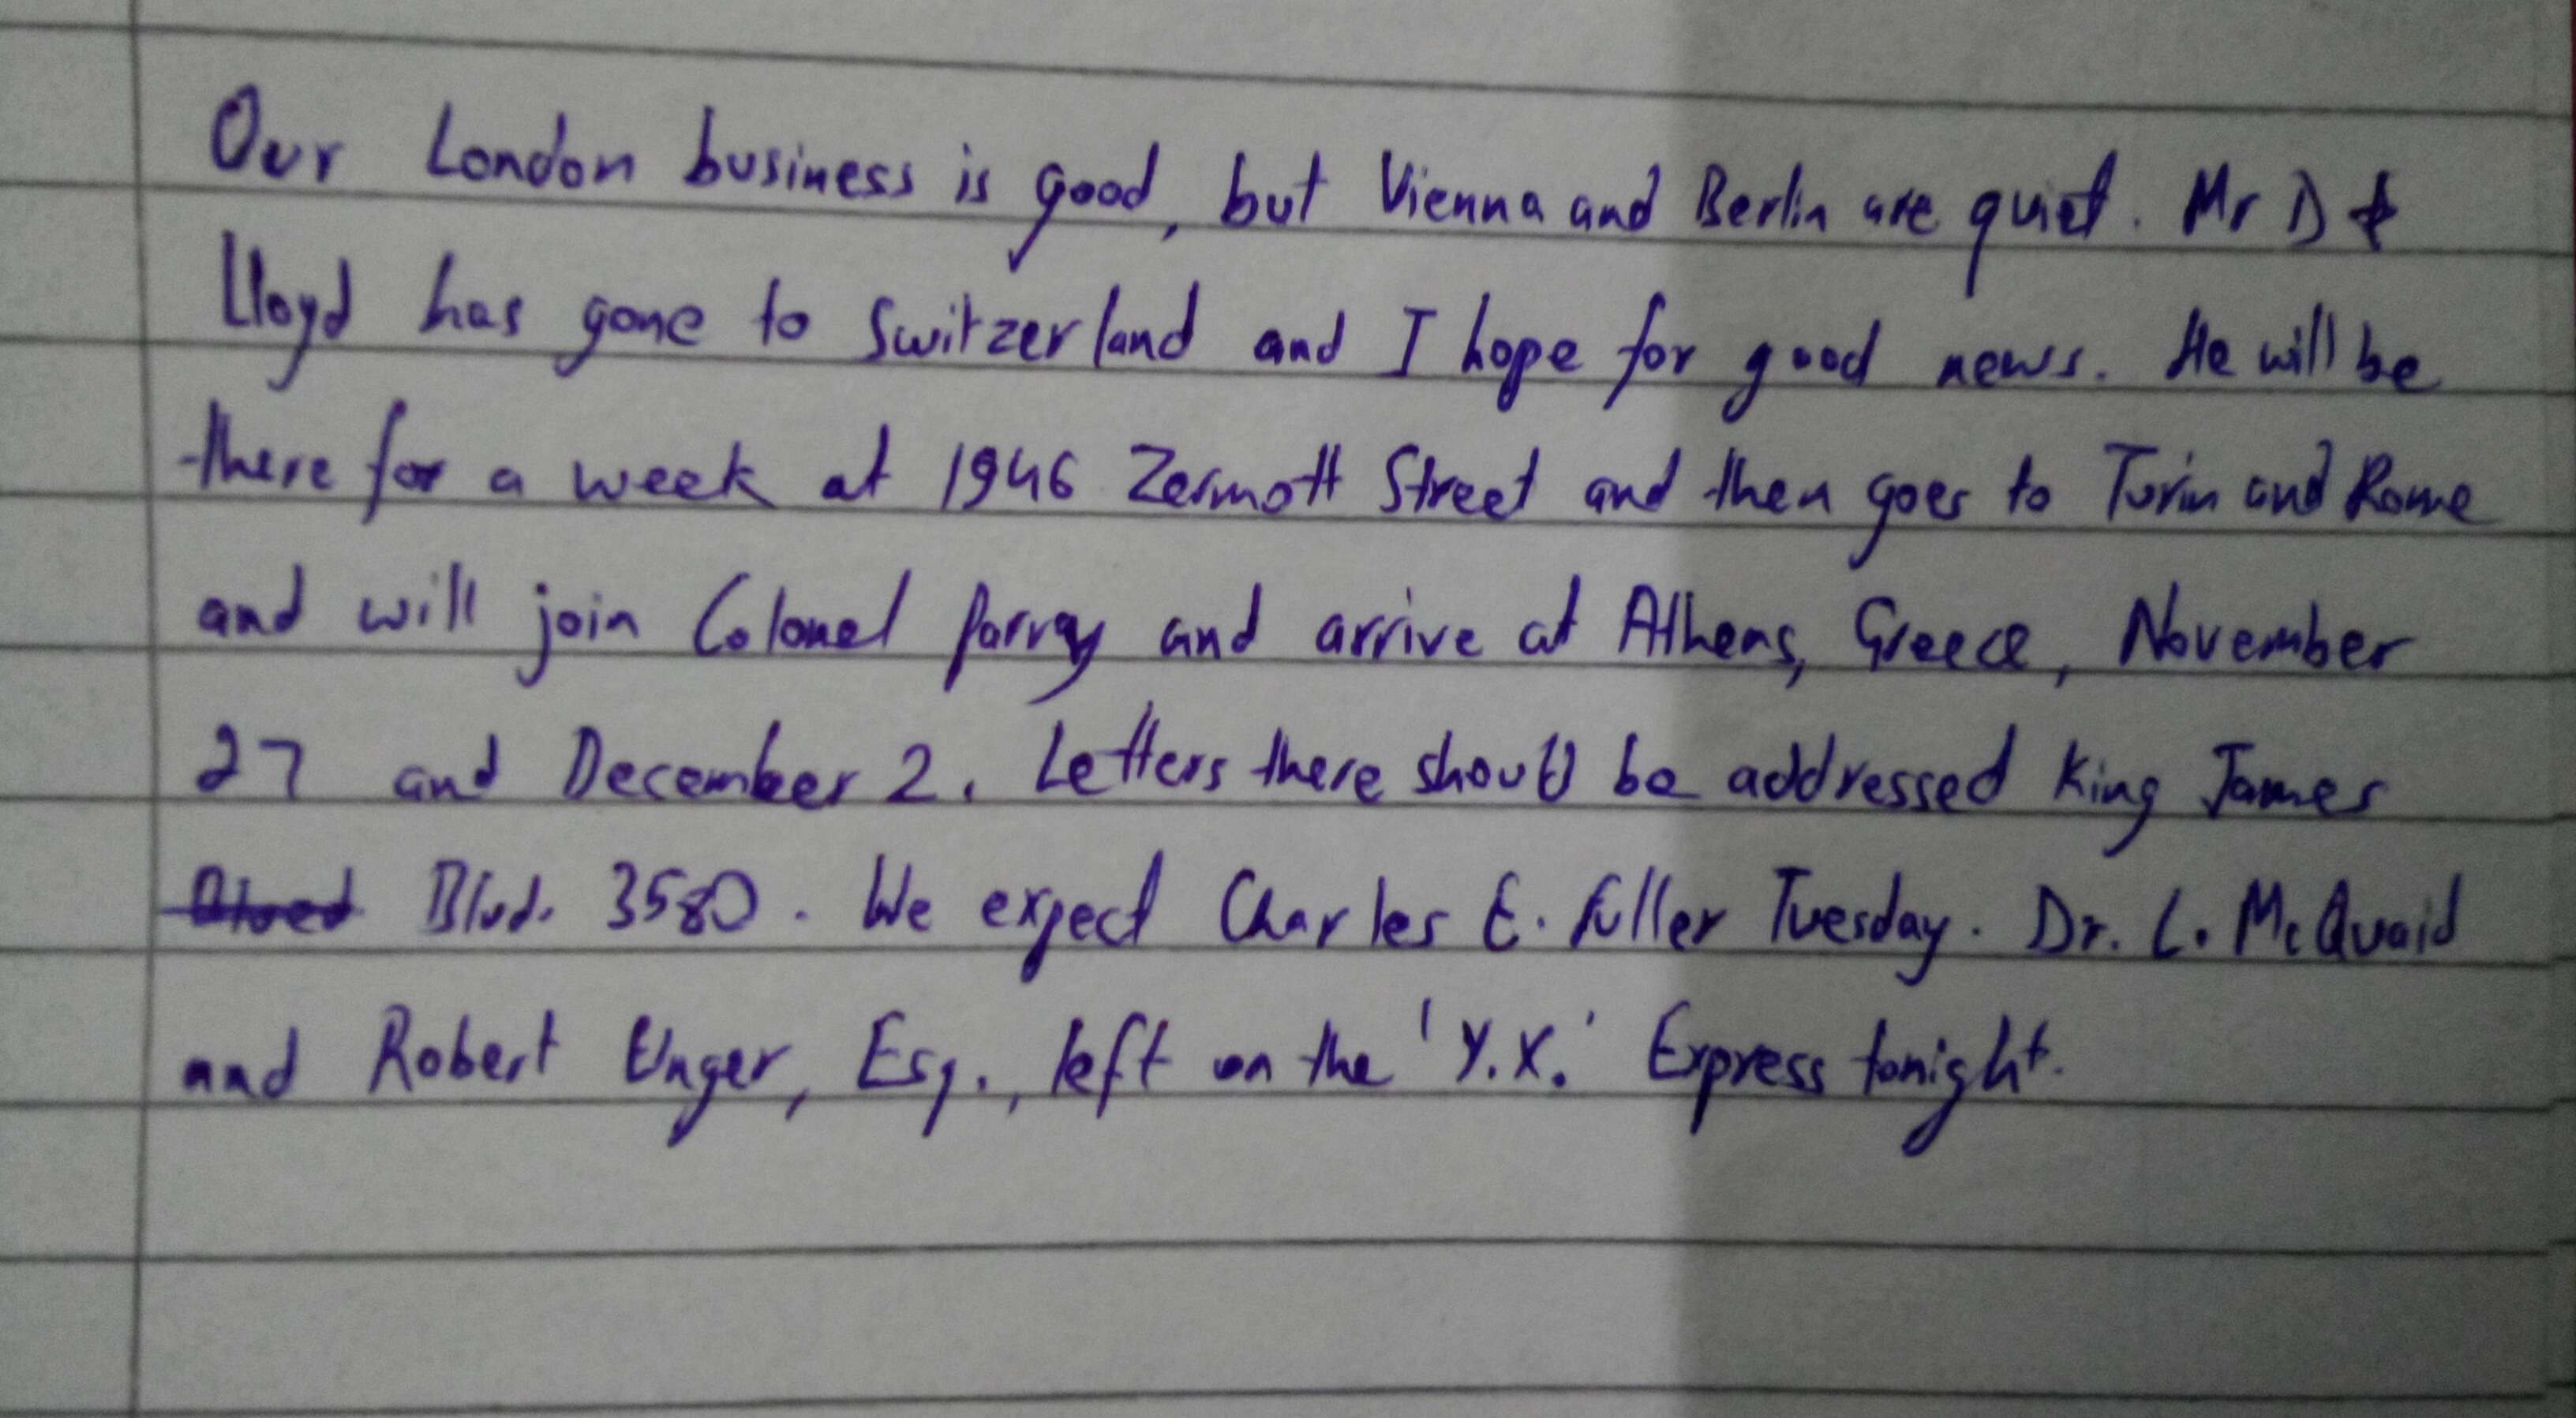 Our London business is good, but Vienna and Berlin are quiet. Mr D
Lloyd has gone to Switzerland and I hope for good news. He will be
there for a week at 1946 Zermott Street and then goes to Turin and Rome
and will join Colonel Parry and arrive at Athens, Greece, November
27 and December 2. Letters there should be addressed King James
Blvd. 3580. We expect Charles E. Fuller Tuesday. Dr. L. McQuaid
and Robert Unger, Esq., left on the 'Y.X.' Express tonight.